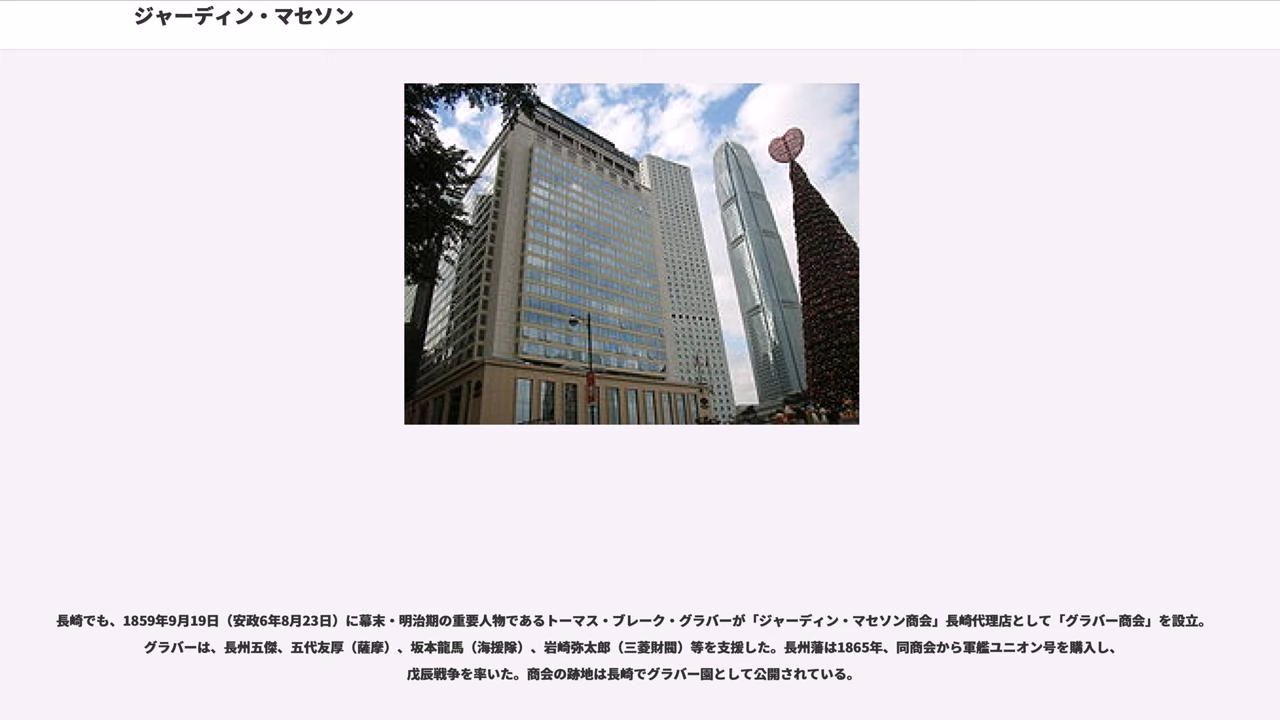 ジャーディン・マセソン
長崎でも、1859年9月19日（安政6年8月23日）に幕末・明治期の重要人物であるトーマス・ブレーク・グラバーが「ジャーディン・マセソン商会」長崎代理店として「グラバー商会」を設立。
グラバーは、長州五傑、五代友厚（薩摩）、坂本龍馬（海援隊）、岩崎弥太郎（三菱財閥）等を支援した。長州藩は1865年、同商会から軍艦ユニオン号を購入し、
戊辰戦争を率いた。商会の跡地は長崎でグラバー園として公開されている。